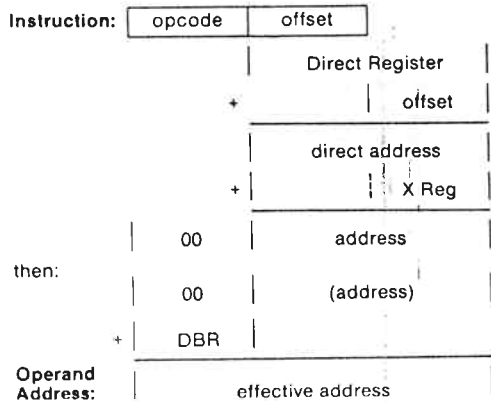 Instruction: opcode offset
Direct Register
+ offset
direct address
+ X Reg
00 address
then:
00 (address)
+ DBR
Operand
Address: effective address